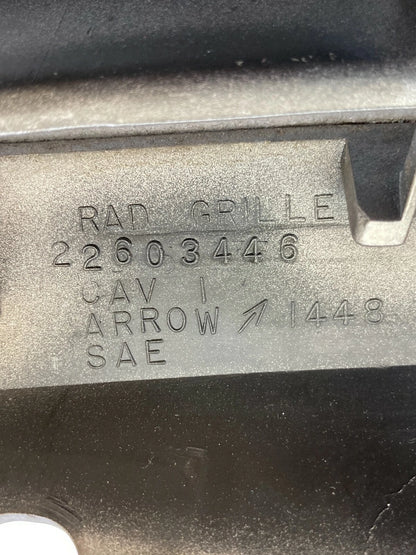 RAD GRILLE
22603446
CAV 1
ARROW ↗ 1448
SAE